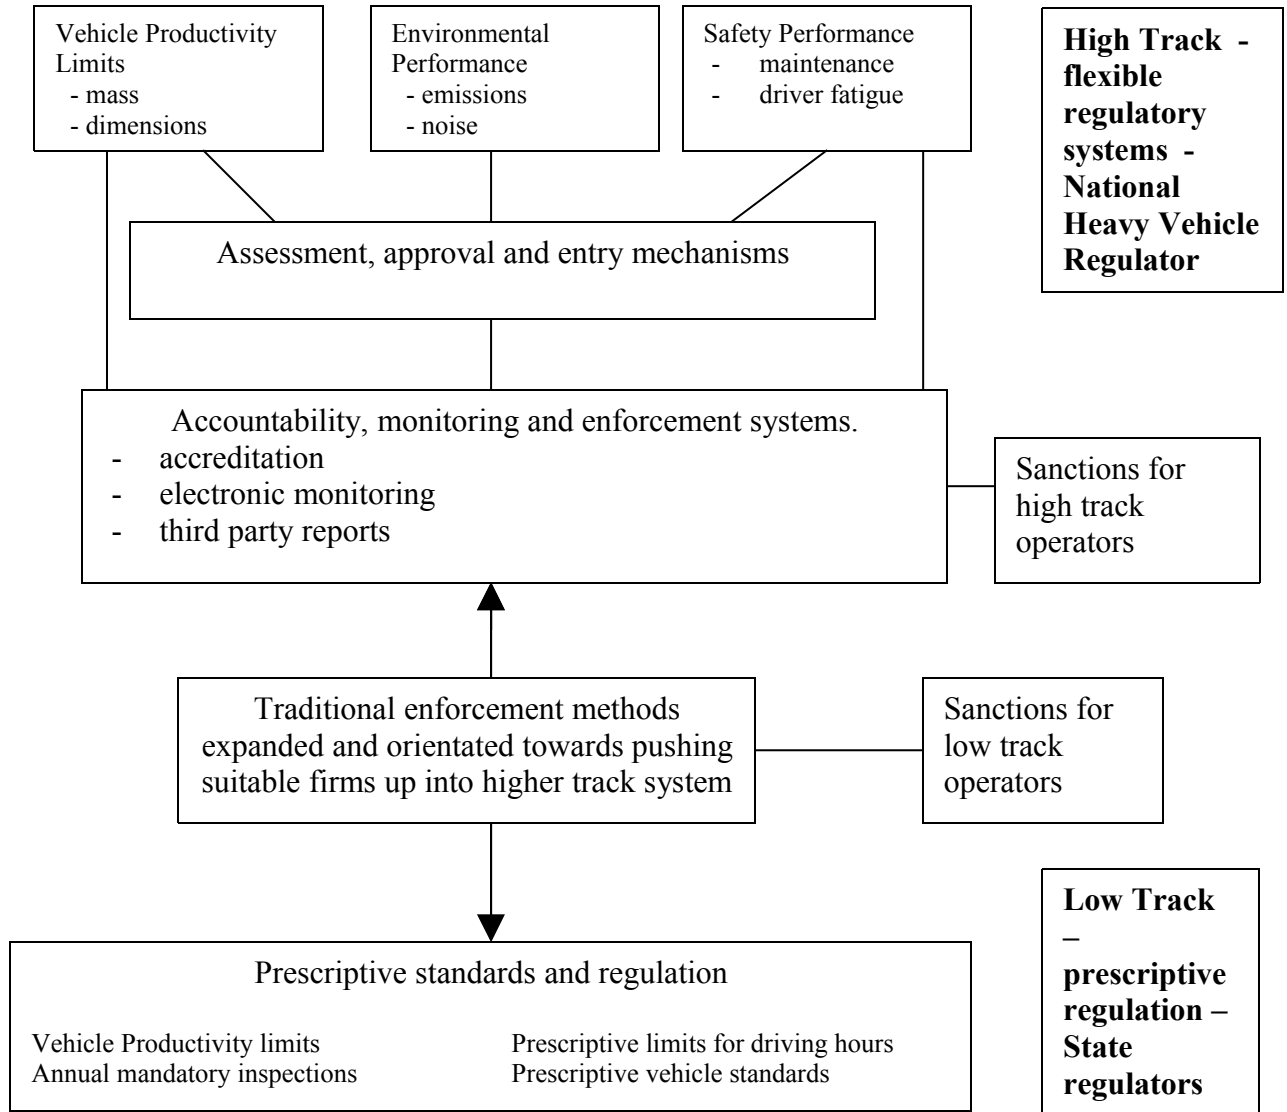 Vehicle Productivity
Limits
- mass
- dimensions
Environmental
Performance
- emissions
- noise
Safety Performance
- maintenance
- driver fatigue
High Track -
flexible
regulatory
systems -
National
Heavy Vehicle
Regulator
Assessment, approval and entry mechanisms
Accountability, monitoring and enforcement systems.
- accreditation
- electronic monitoring
- third party reports
Sanctions for
high track
operators
Traditional enforcement methods
expanded and orientated towards pushing
suitable firms up into higher track system
Sanctions for
low track
operators
Low Track
–
prescriptive
regulation –
State
regulators
Prescriptive standards and regulation
Vehicle Productivity limits
Annual mandatory inspections
Prescriptive limits for driving hours
Prescriptive vehicle standards